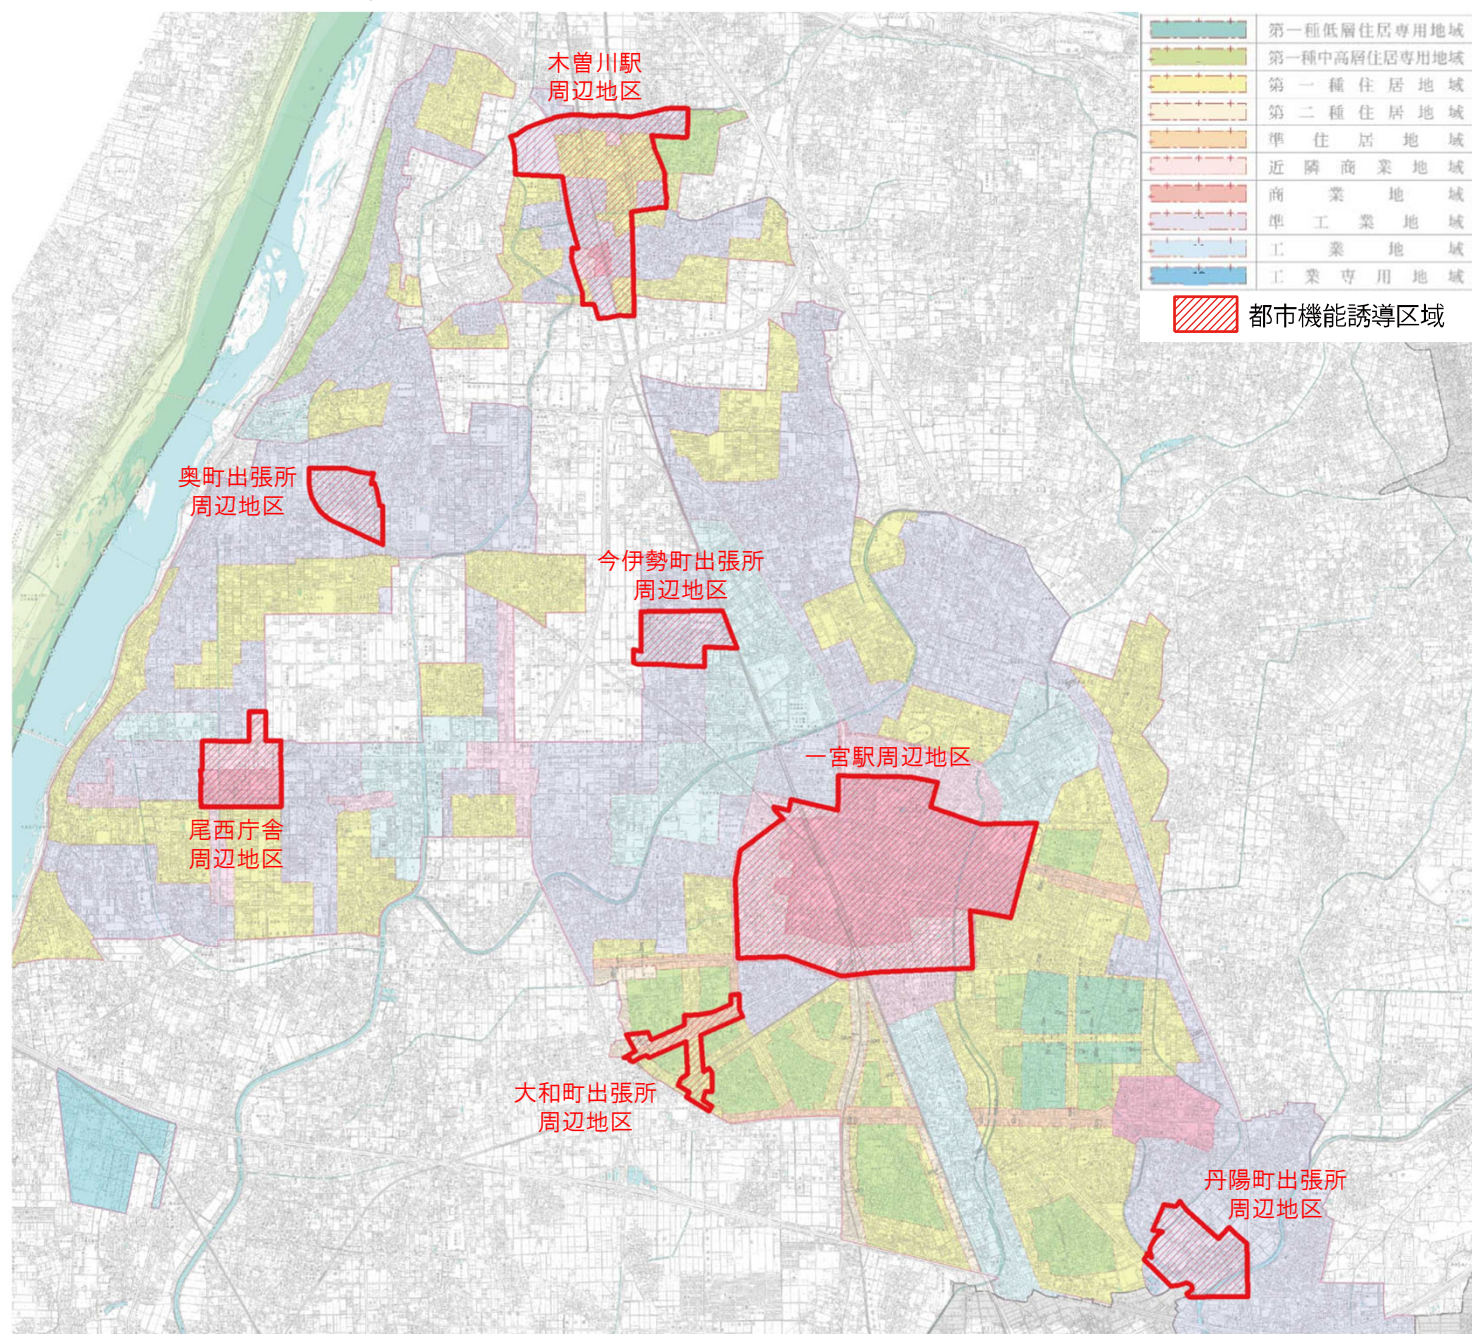 木曽川駅
周辺地区
第一種低層住居専用地域
第一種中高層住居専用地域
第一種住居地域
第二種住居地域
準住居地域
近隣商業地域
商業地域
準工業地域
工業地域
工業専用地域
都市機能誘導区域
奥町出張所
周辺地区
今伊勢町出張所
周辺地区
一宮駅周辺地区
尾西庁舎
周辺地区
大和町出張所
周辺地区
丹陽町出張所
周辺地区